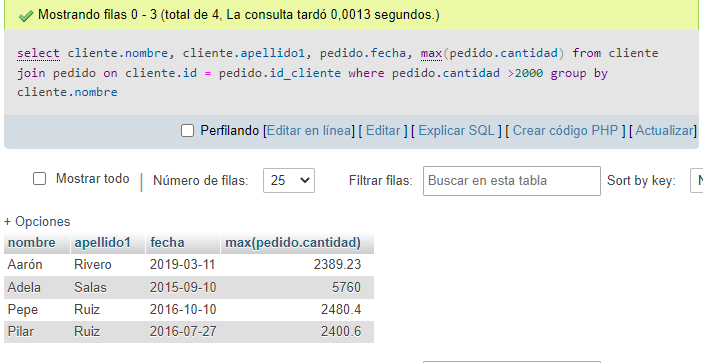 Mostrando filas 0 - 3 (total de 4, La consulta tardó 0,0013 segundos.)
select cliente.nombre, cliente.apellido1, pedido.fecha, max(pedido.cantidad) from cliente
join pedido on cliente.id = pedido.id_cliente where pedido.cantidad >2000 group by
cliente.nombre
Perfilando [Editar en línea] [ Editar ] [ Explicar SQL ] [ Crear código PHP ] [ Actualizar]
Mostrar todo | Número de filas: 25 Filtrar filas: Buscar en esta tabla Sort by key: N
+ Opciones
nombre apellido1 fecha max(pedido.cantidad)
Aarón Rivero 2019-03-11 2389.23
Adela Salas 2015-09-10 5760
Pepe Ruiz 2016-10-10 2480.4
Pilar Ruiz 2016-07-27 2400.6